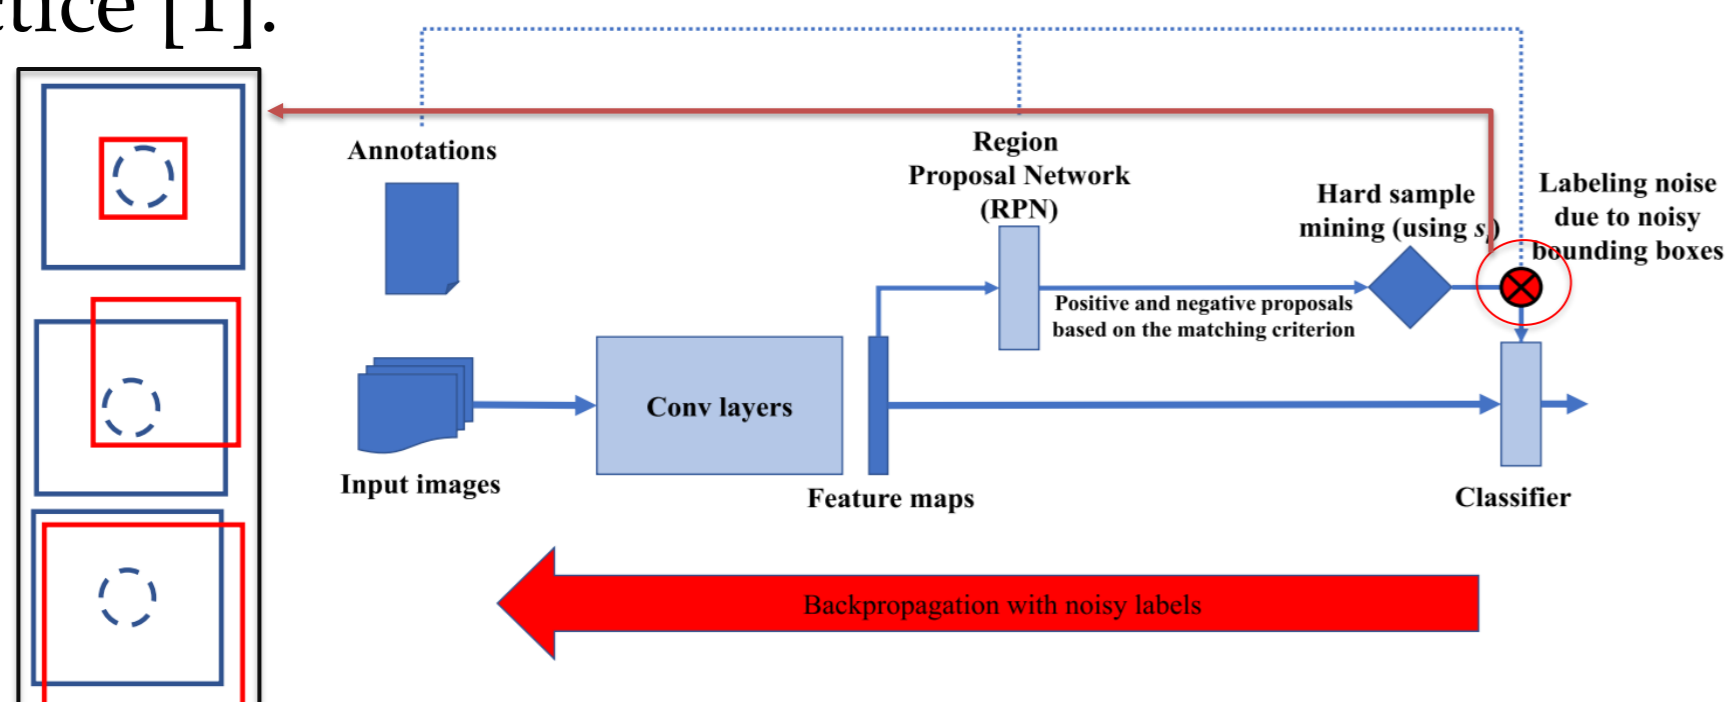 ctice [1].
Annotations
Region
Proposal Network
(RPN)
Hard sample
mining (using s
)
Labeling noise
due to noisy
bounding boxes
Positive and negative proposals
based on the matching criterion
Conv layers
Input images
Feature maps
Classifier
Backpropagation with noisy labels